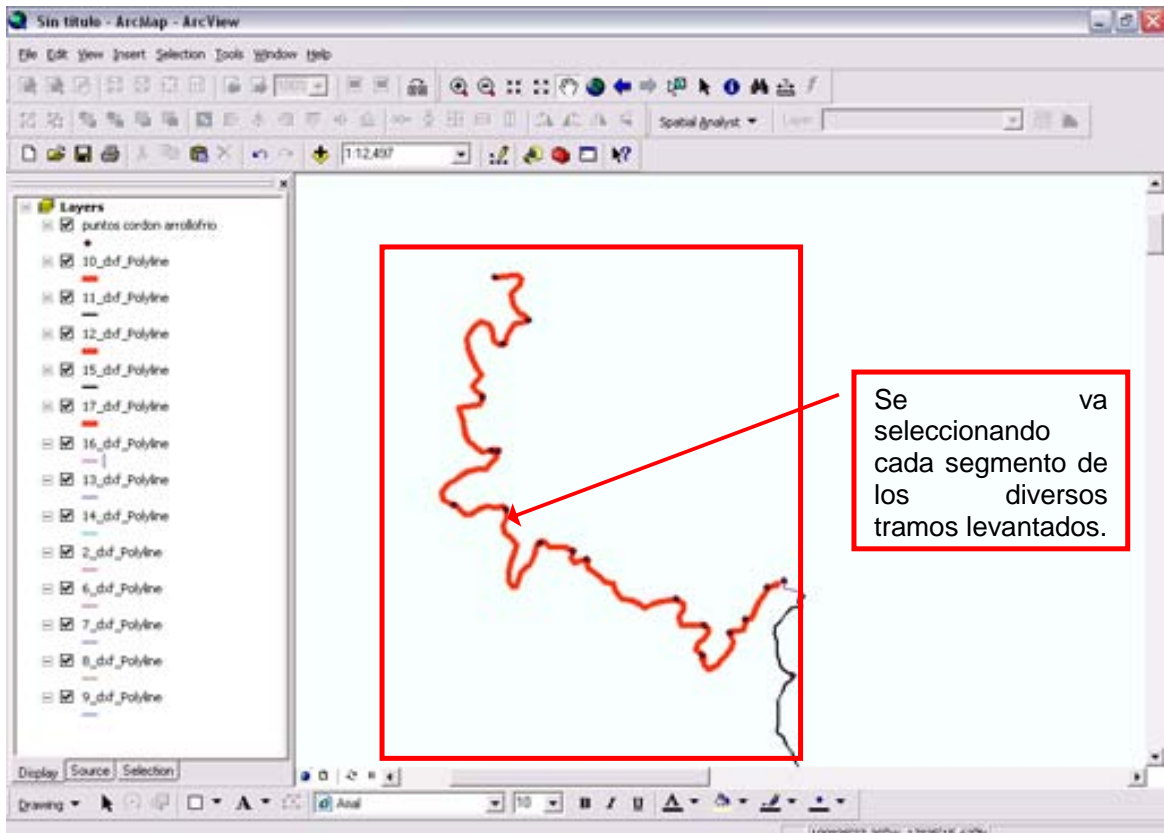 Sin título - ArcMap - ArcView
File Edit View Insert Selection Tools Window Help
Spatial Analyst Layer:
1:12,497
Layers
puntos cordon arrollofrio
10_dxf_Polyline
11_dxf_Polyline
12_dxf_Polyline
15_dxf_Polyline
17_dxf_Polyline
16_dxf_Polyline
13_dxf_Polyline
14_dxf_Polyline
2_dxf_Polyline
6_dxf_Polyline
7_dxf_Polyline
8_dxf_Polyline
9_dxf_Polyline
Se va
seleccionando
cada segmento de
los diversos
tramos levantados.
Display Source Selection
Drawing A Arial 10 B I U A